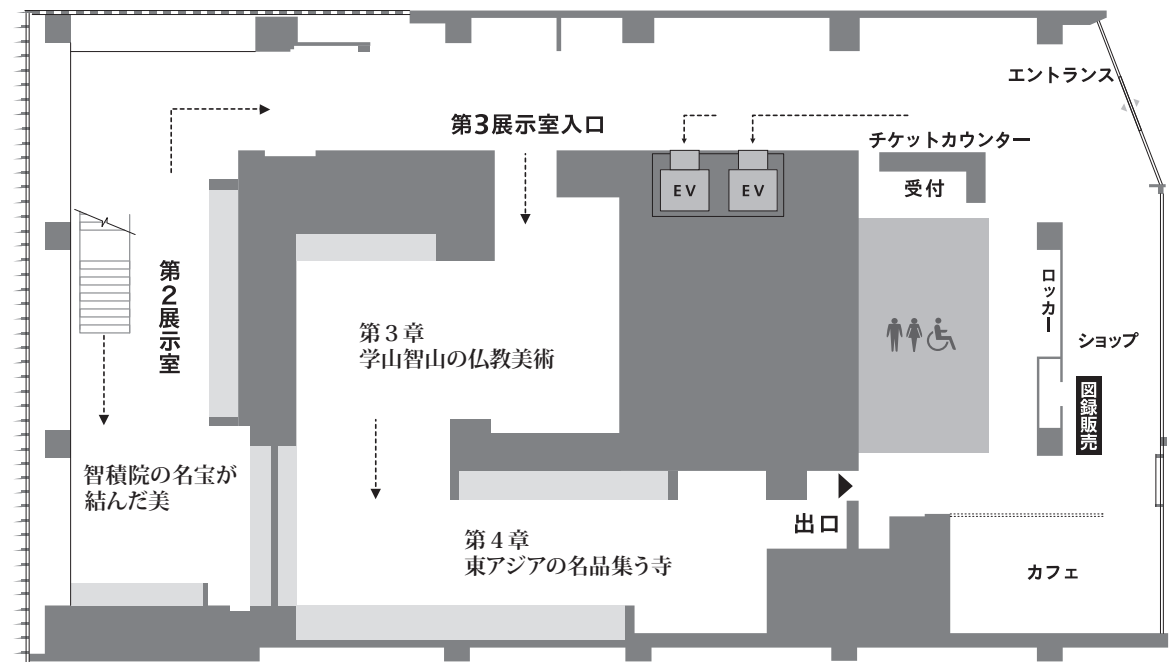 エントランス
第3展示室入口
チケットカウンター
EV
EV
受付
第2展示室
ロッカー
ショップ
図録販売
第3章
学山智山の仏教美術
智積院の名宝が
結んだ美
出口
第4章
東アジアの名品集う寺
カフェ